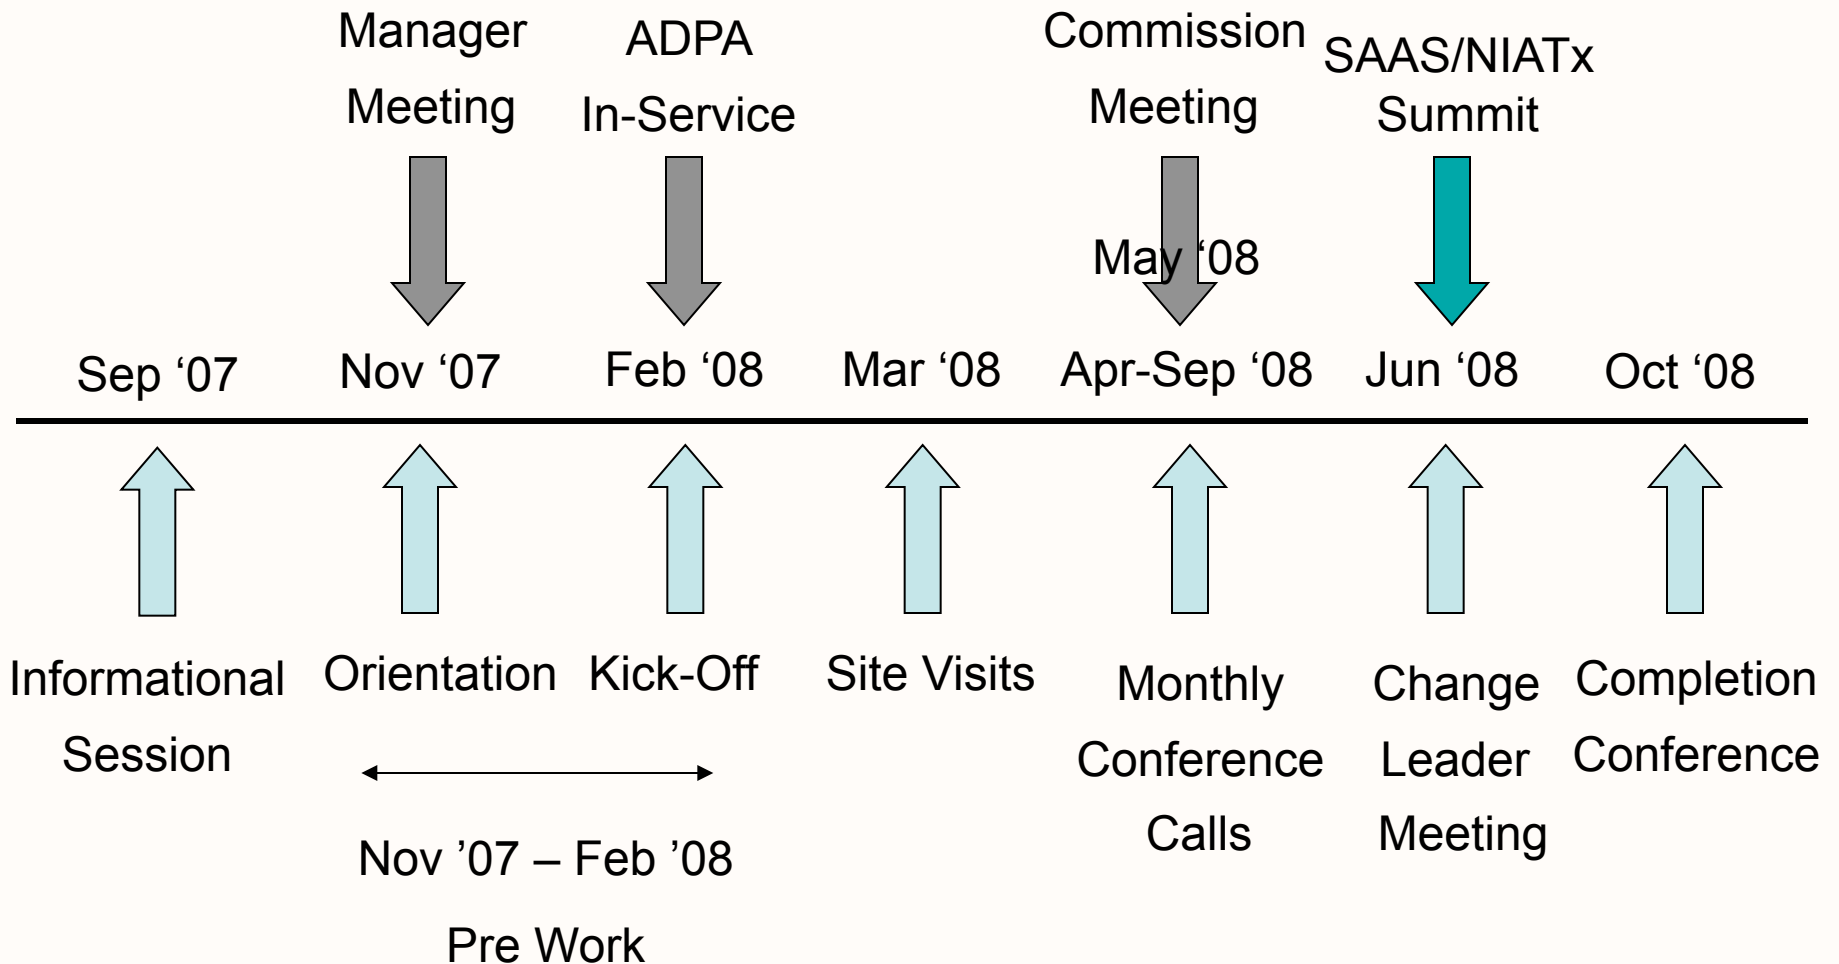 Manager
Meeting
ADPA
In-Service
Commission
Meeting
SAAS/NIATx
Summit
May ‘08
Sep ‘07
Nov ‘07
Feb ‘08
Mar ‘08
Apr-Sep ‘08
Jun ‘08
Oct ‘08
Informational
Session
Orientation
Kick-Off
Site Visits
Monthly
Conference
Calls
Change
Leader
Meeting
Completion
Conference
Nov ’07 – Feb ’08
Pre Work